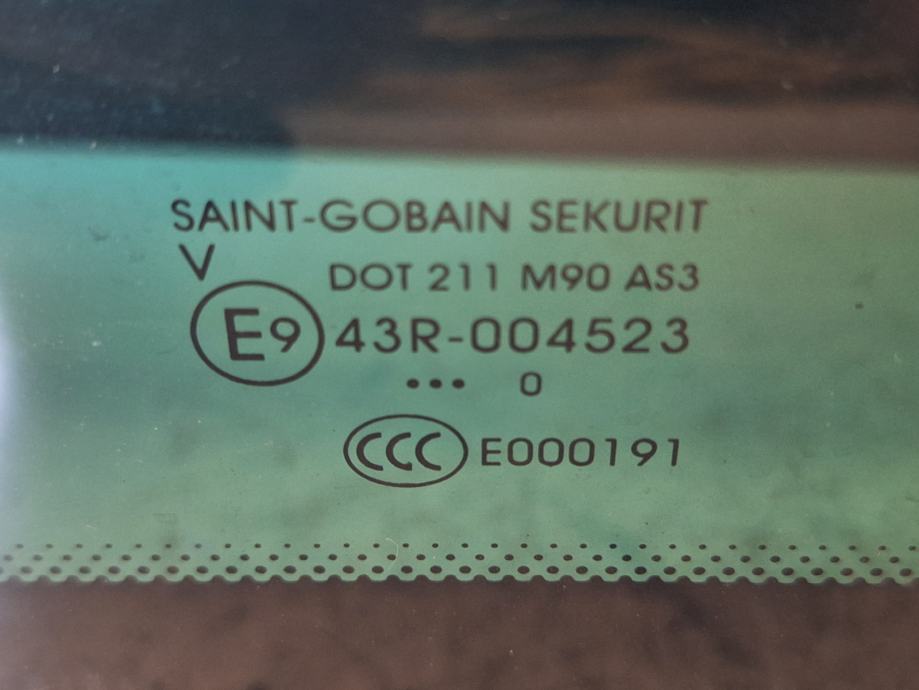 SAINT-GOBAIN SEKURIT
V
DOT 211 M90 AS3
E9 43R-004523
••• 0
CCC E000191